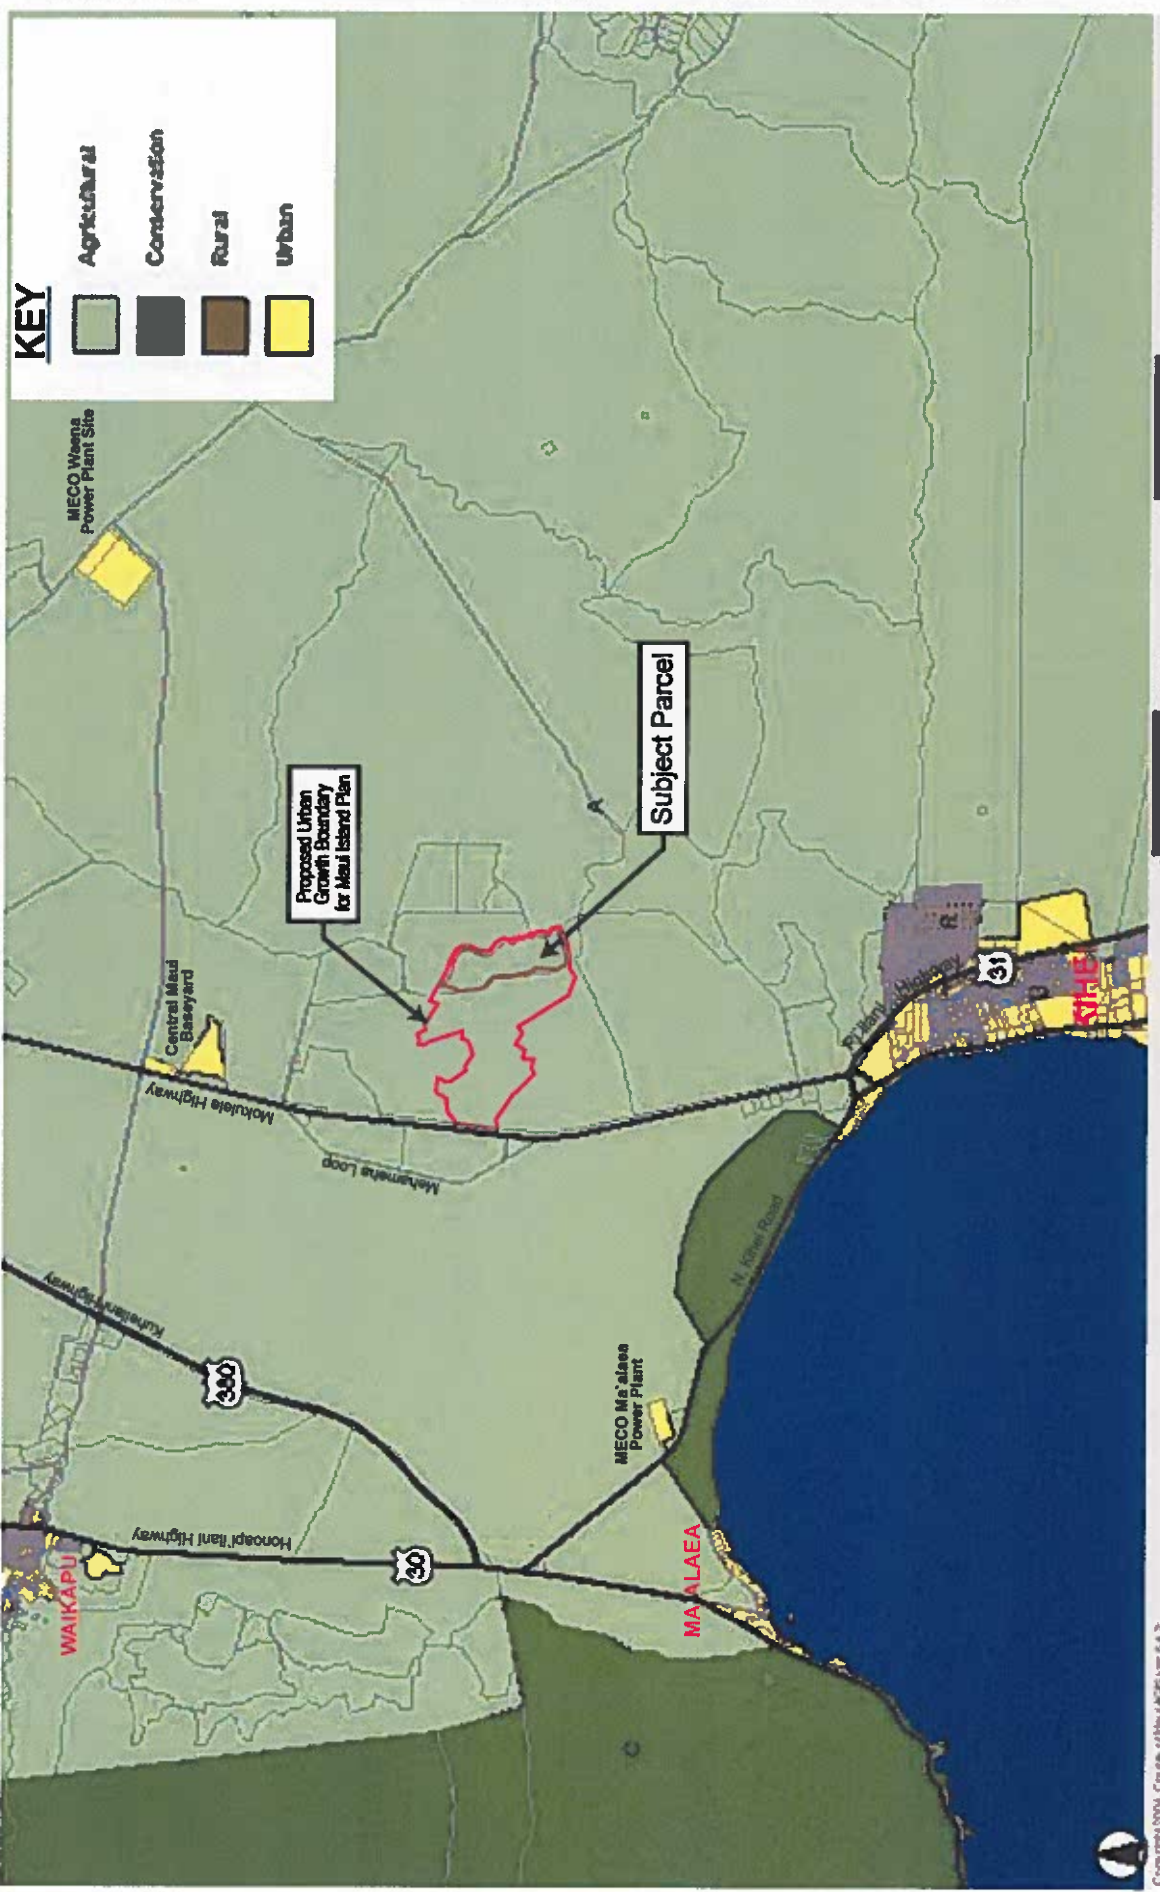 KEY
Agricultural
Conservation
Rural
Urban
MECO Waena
Power Plant Site
Proposed Urban
Growth Boundary
for Maui Island Plan
Subject Parcel
Central Maui
Baseyard
Mokulele Highway
Mehameha Loop
Kuihelani Highway
380
Honoapi'ilani Highway
30
WAIKAPU
MECO Ma'alaea
Power Plant
MA'ALAEA
N. Kihei Road
Pi'ilani Highway
31
KIHEI
A
R
U
C